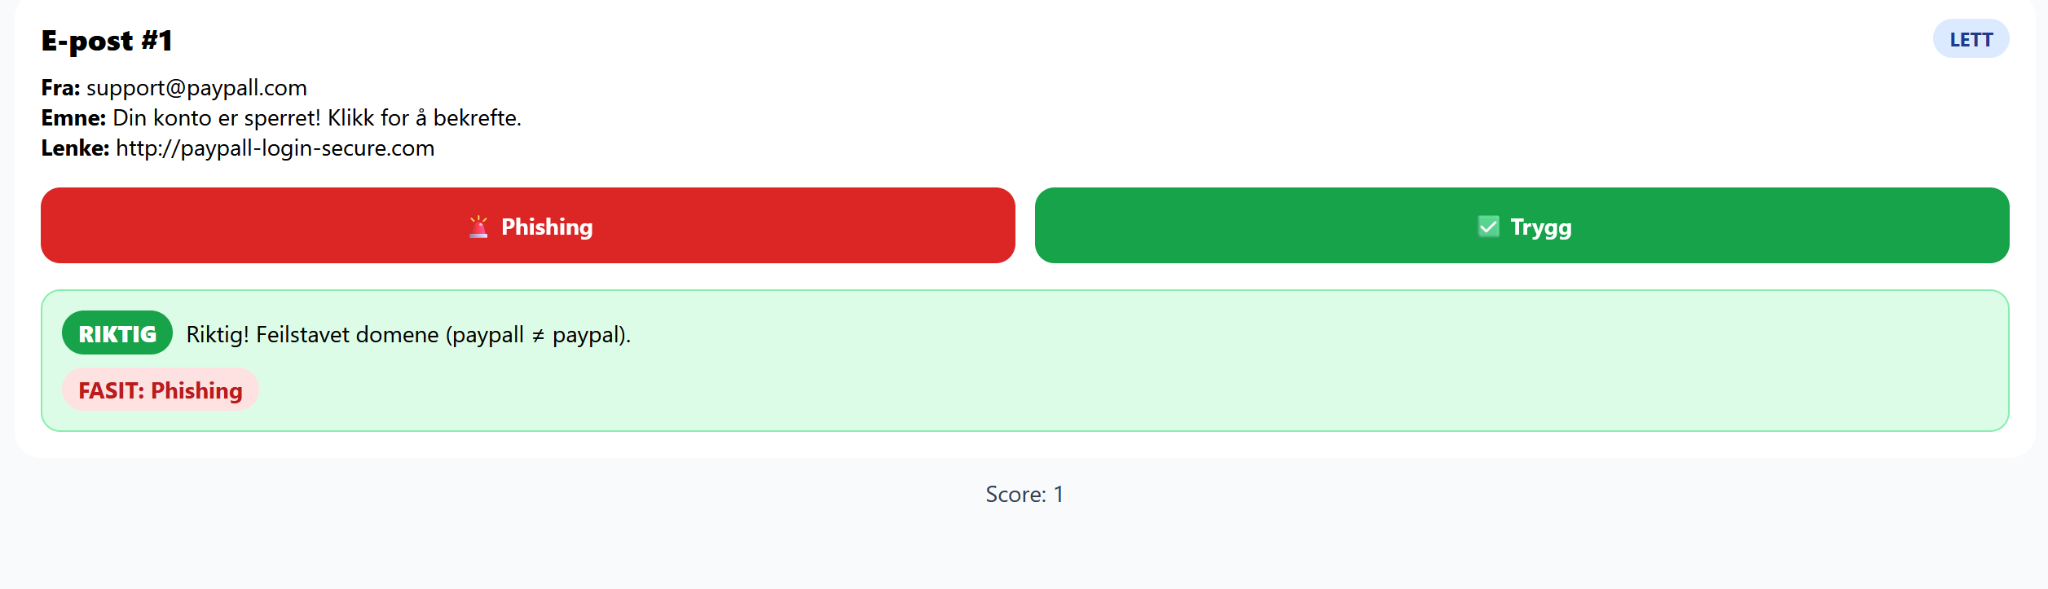 E-post #1
LETT
Fra: support@paypall.com
Emne: Din konto er sperret! Klikk for å bekrefte.
Lenke: http://paypall-login-secure.com
🚨 Phishing
✅ Trygg
RIKTIG Riktig! Feilstavet domene (paypall ≠ paypal).
FASIT: Phishing
Score: 1